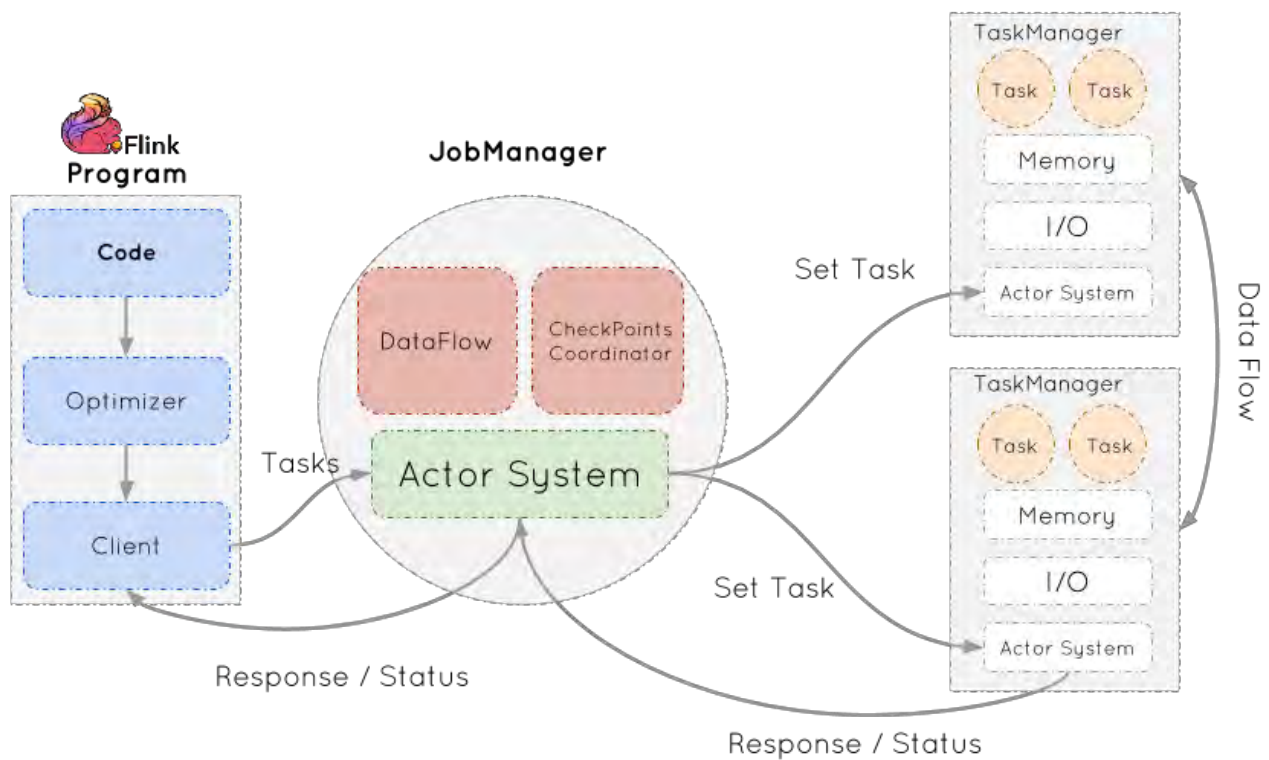 Flink
Program
Code
Optimizer
Client
Tasks
JobManager
DataFlow
CheckPoints
Coordinator
Actor System
Response / Status
Set Task
Set Task
Response / Status
TaskManager
Task Task
Memory
I/O
Actor System
TaskManager
Task Task
Memory
I/O
Actor System
Data Flow